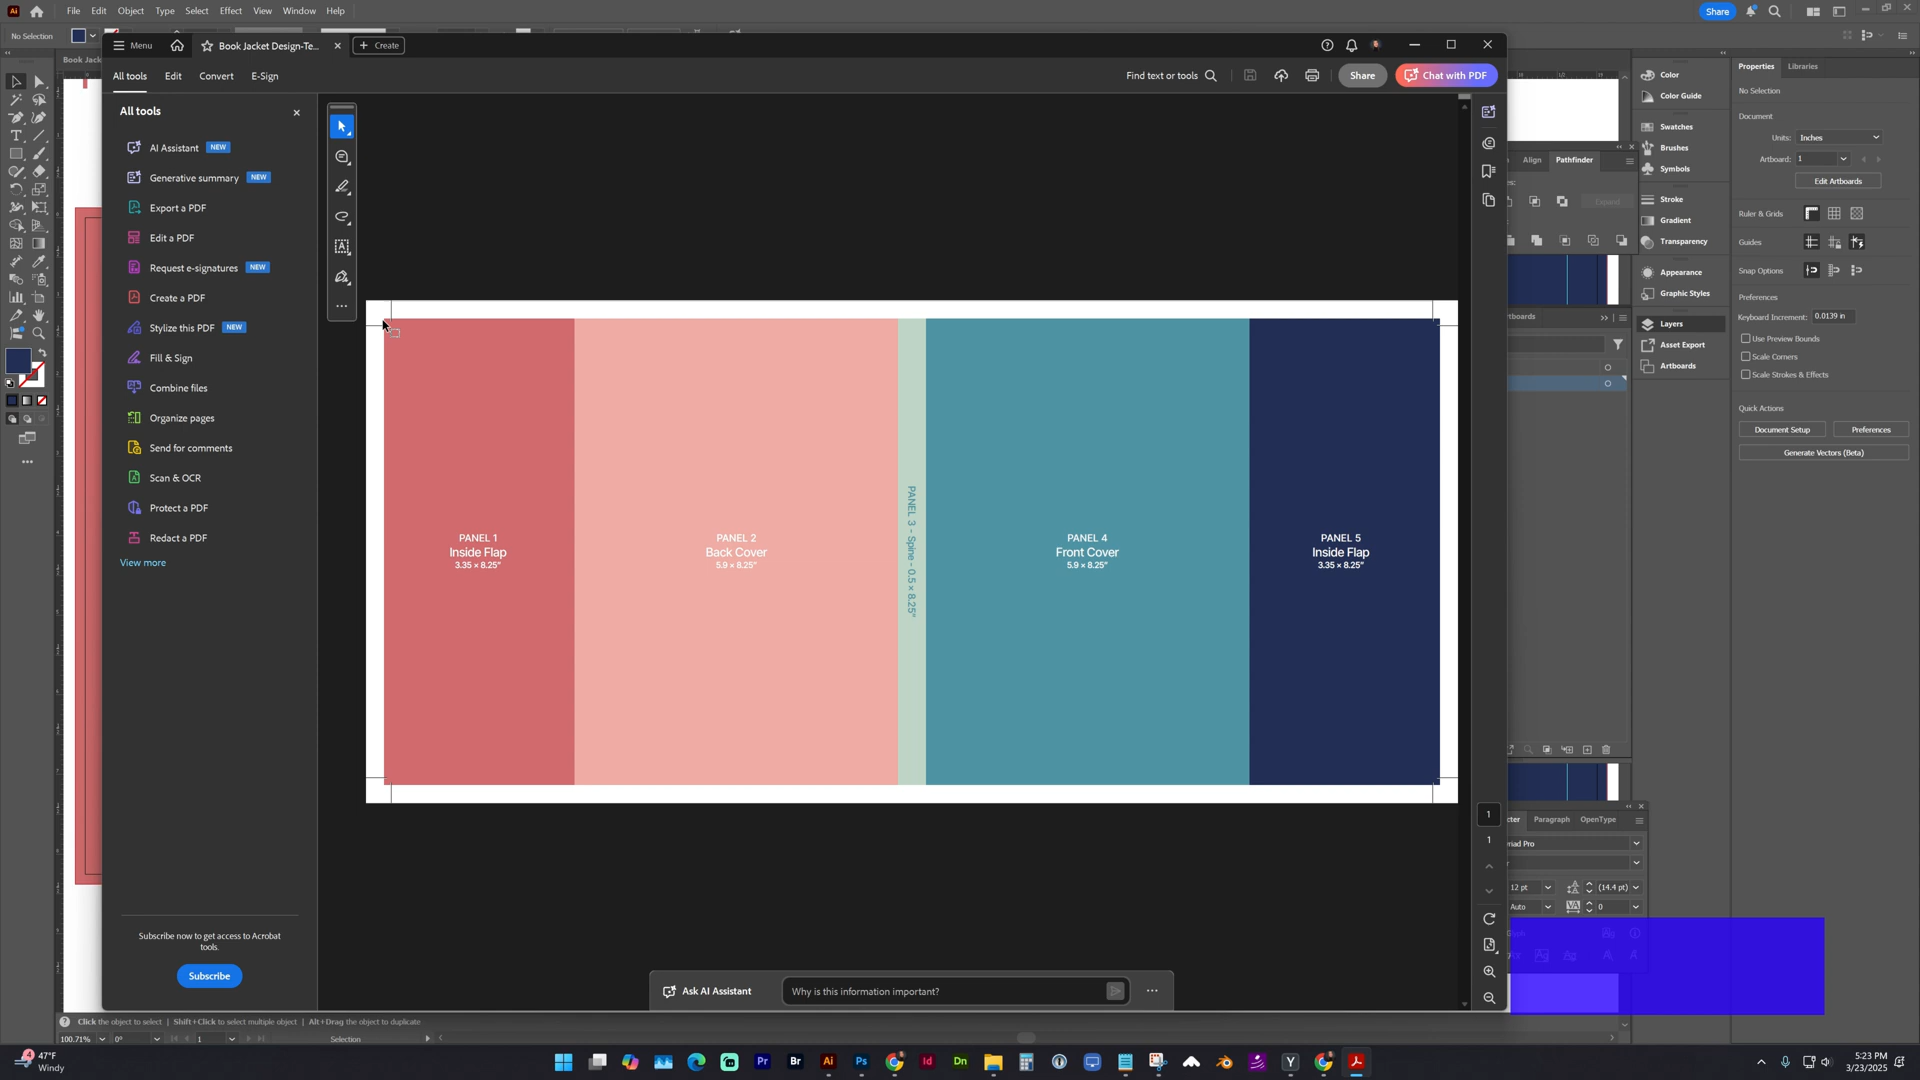 File Edit Object Type Select Effect View Window Help
Share
No Selection
Menu
Book Jacket Design-Te...
Create
Book Jack
All tools Edit Convert E-Sign
Find text or tools
Share
Chat with PDF
All tools
AI Assistant NEW
Generative summary NEW
Export a PDF
Edit a PDF
Request e-signatures NEW
Create a PDF
Stylize this PDF NEW
Fill & Sign
Combine files
Organize pages
Send for comments
Scan & OCR
Protect a PDF
Redact a PDF
View more
Subscribe now to get access to Acrobat
tools.
Subscribe
PANEL 1
Inside Flap
3.35 × 8.25"
PANEL 2
Back Cover
5.9 × 8.25"
PANEL 3 - Spine - 0.5 × 8.25"
PANEL 4
Front Cover
5.9 × 8.25"
PANEL 5
Inside Flap
3.35 × 8.25"
1
1
Ask AI Assistant
Why is this information important?
Align Pathfinder
Expand
Color
Color Guide
Swatches
Brushes
Symbols
Stroke
Gradient
Transparency
Appearance
Graphic Styles
Layers
Asset Export
Artboards
Properties Libraries
No Selection
Document
Units: Inches
Artboard: 1
Edit Artboards
Ruler & Grids
Guides
Snap Options
Preferences
Keyboard Increment: 0.0139 in
Use Preview Bounds
Scale Corners
Scale Strokes & Effects
Quick Actions
Document Setup Preferences
Generate Vectors (Beta)
Paragraph OpenType
12 pt (14.4 pt)
Auto 0
Click the object to select | Shift+Click to select multiple object | Alt+Drag the object to duplicate
100.71% 0° 1 Selection
4
47°F
Windy
5:23 PM
3/23/2025